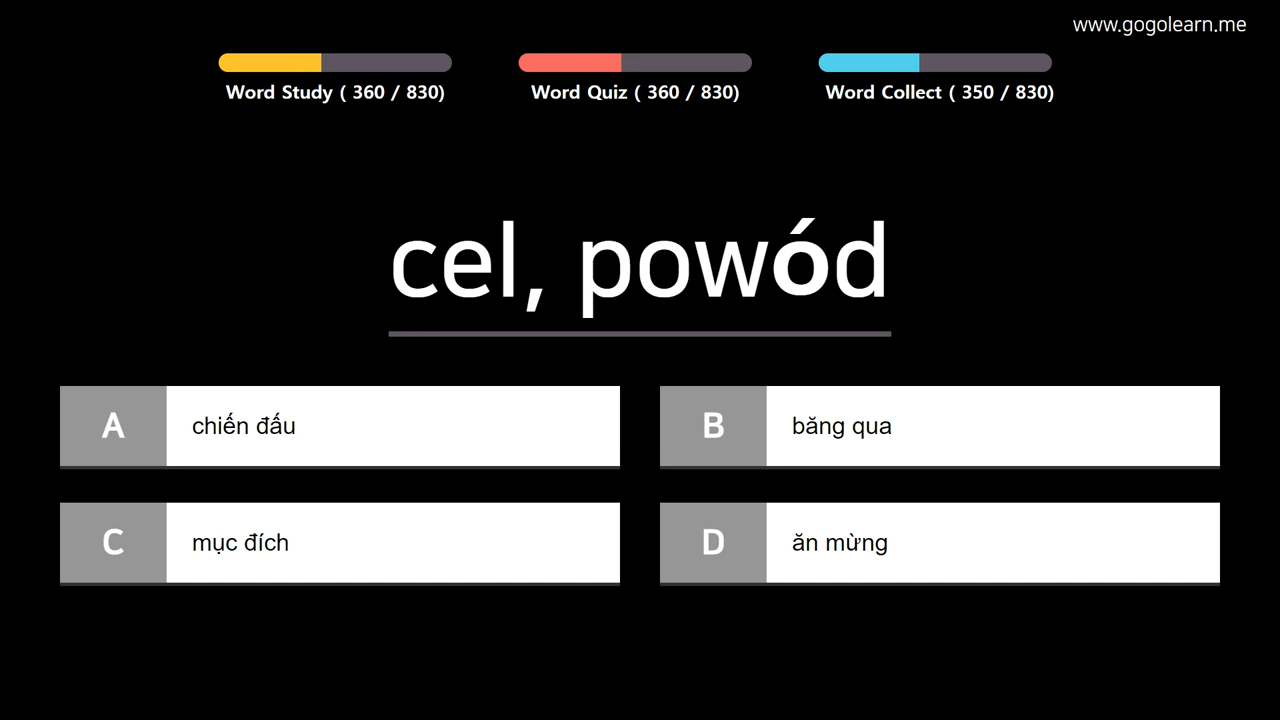 www.gogolearn.me
Word Study ( 360 / 830)
Word Quiz ( 360 / 830)
Word Collect ( 350 / 830)
cel, powód
A chiến đấu
B băng qua
C mục đích
D ăn mừng